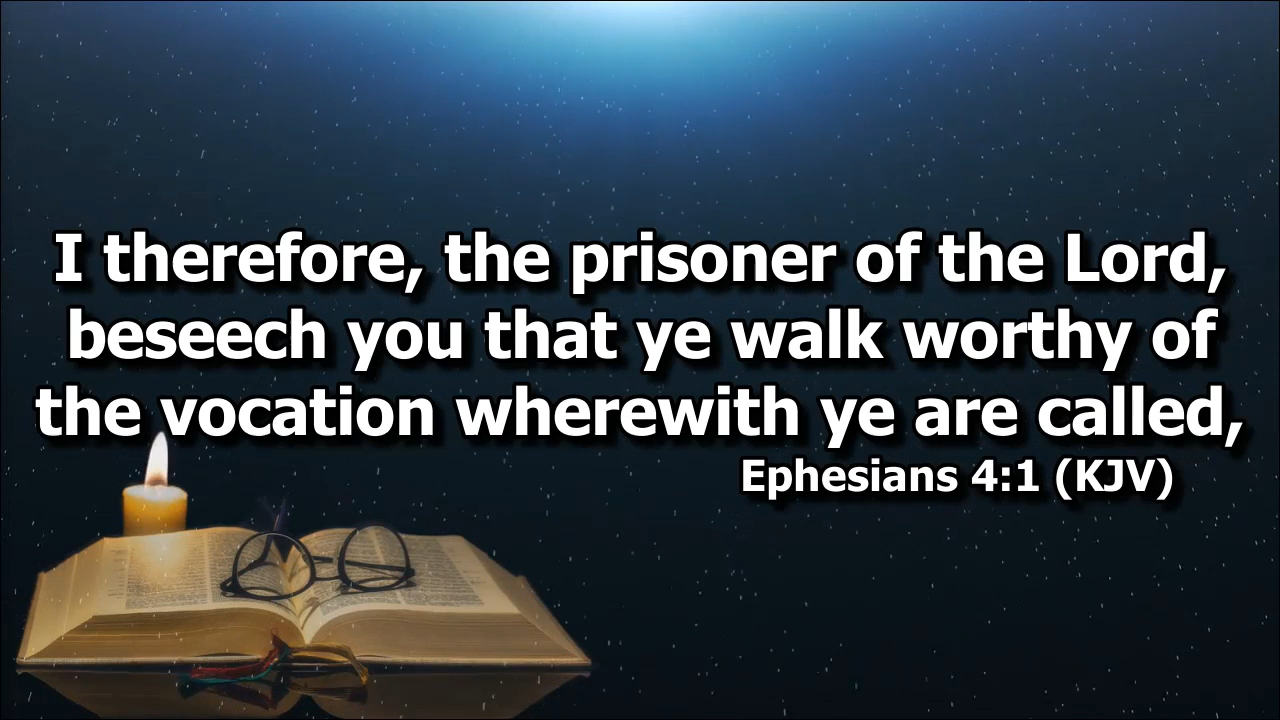 I therefore, the prisoner of the Lord,
beseech you that ye walk worthy of
the vocation wherewith ye are called,
Ephesians 4:1 (KJV)